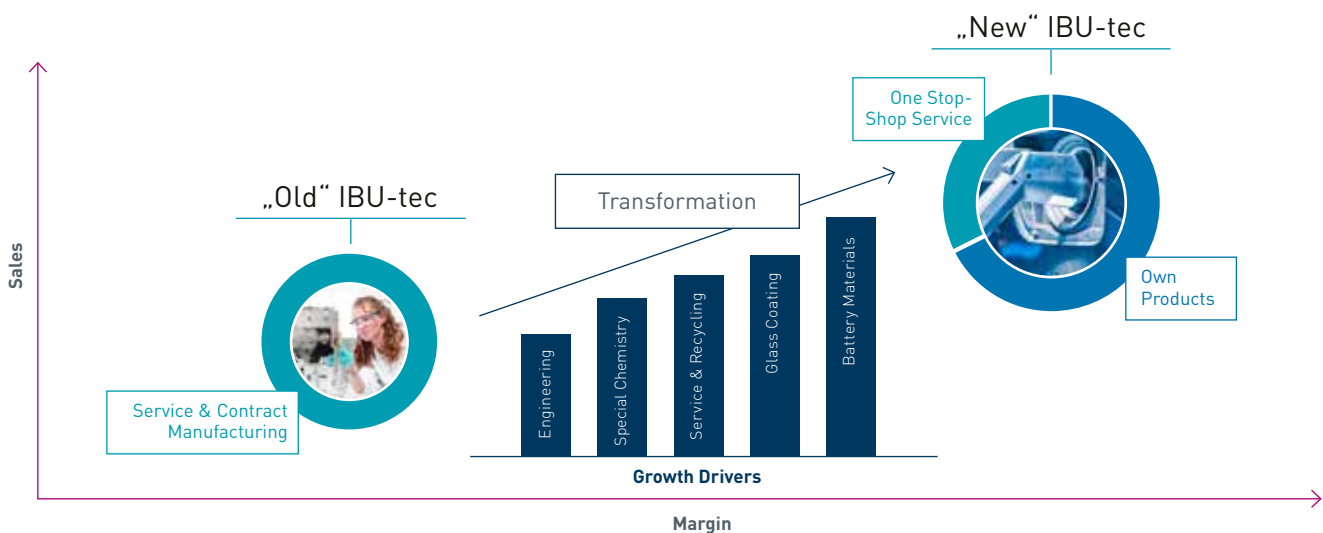 „New“ IBU-tec
One Stop-
Shop Service
Transformation
„Old“ IBU-tec
Own
Products
Sales
Service & Contract
Manufacturing
Engineering
Special Chemistry
Service & Recycling
Glass Coating
Battery Materials
Growth Drivers
Margin